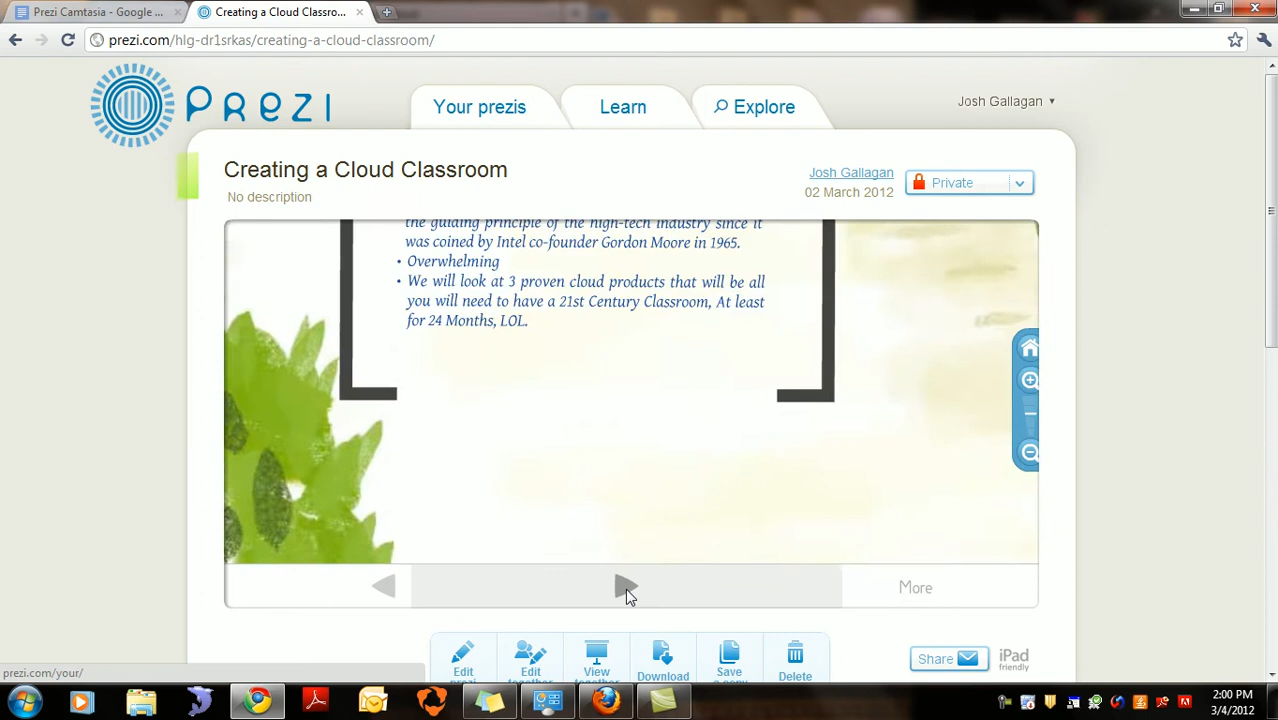 Prezi Camtasia - Google ...
Creating a Cloud Classro...
prezi.com/hlg-dr1srkas/creating-a-cloud-classroom/
PREZI
Your prezis
Learn
Explore
Josh Gallagan
Creating a Cloud Classroom
No description
Josh Gallagan
02 March 2012
Private
the guiding principle of the high-tech industry since it
was coined by Intel co-founder Gordon Moore in 1965.
• Overwhelming
• We will look at 3 proven cloud products that will be all
you will need to have a 21st Century Classroom, At least
for 24 Months, LOL.
More
Edit
prezi
Edit
together
View
together
Download
Save
a copy
Delete
Share
iPad
friendly
prezi.com/your/
2:00 PM
3/4/2012